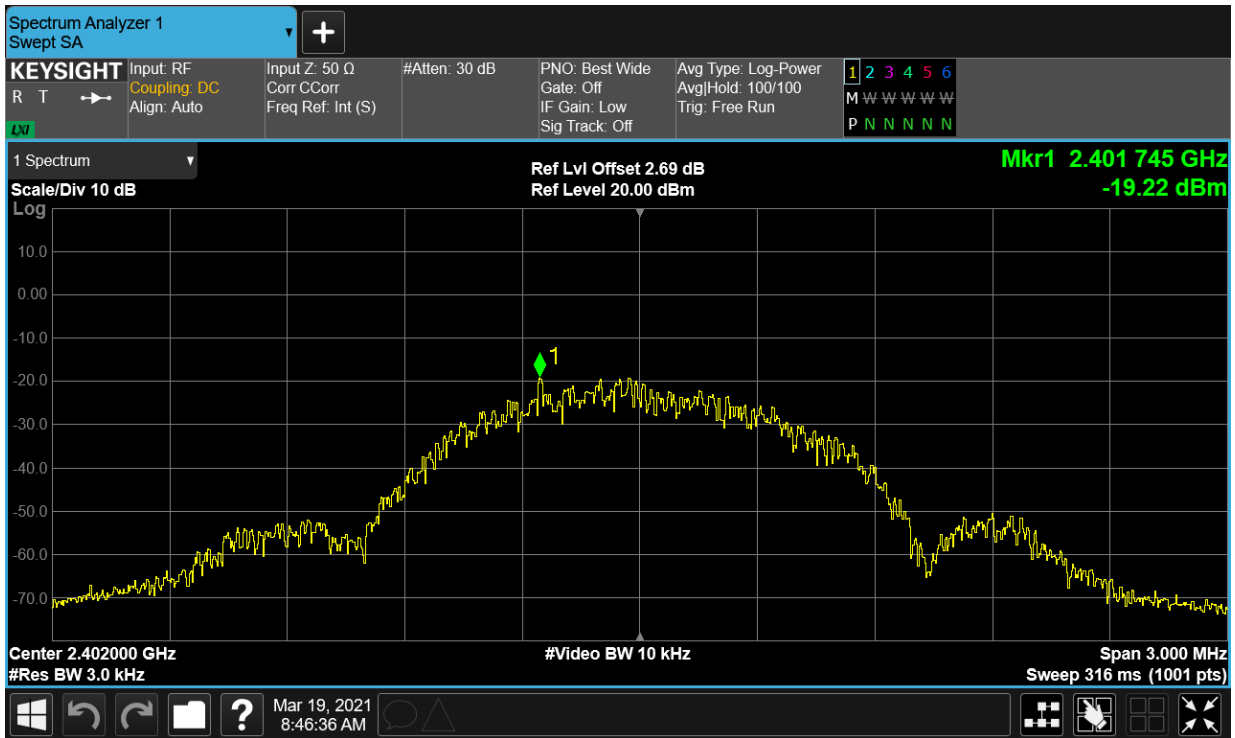 Spectrum Analyzer 1
Swept SA
+
KEYSIGHT
R T
LXI
Input: RF
Coupling: DC
Align: Auto
Input Z: 50 Ω
Corr CCorr
Freq Ref: Int (S)
#Atten: 30 dB
PNO: Best Wide
Gate: Off
IF Gain: Low
Sig Track: Off
Avg Type: Log-Power
Avg|Hold: 100/100
Trig: Free Run
1 2 3 4 5 6
M W W W W W
P N N N N N
1 Spectrum
Scale/Div 10 dB
Log
Ref Lvl Offset 2.69 dB
Ref Level 20.00 dBm
Mkr1 2.401 745 GHz
-19.22 dBm
10.0
0.00
-10.0
1
-20.0
-30.0
-40.0
-50.0
-60.0
-70.0
Center 2.402000 GHz
#Video BW 10 kHz
Span 3.000 MHz
#Res BW 3.0 kHz
Sweep 316 ms (1001 pts)
?
Mar 19, 2021
8:46:36 AM